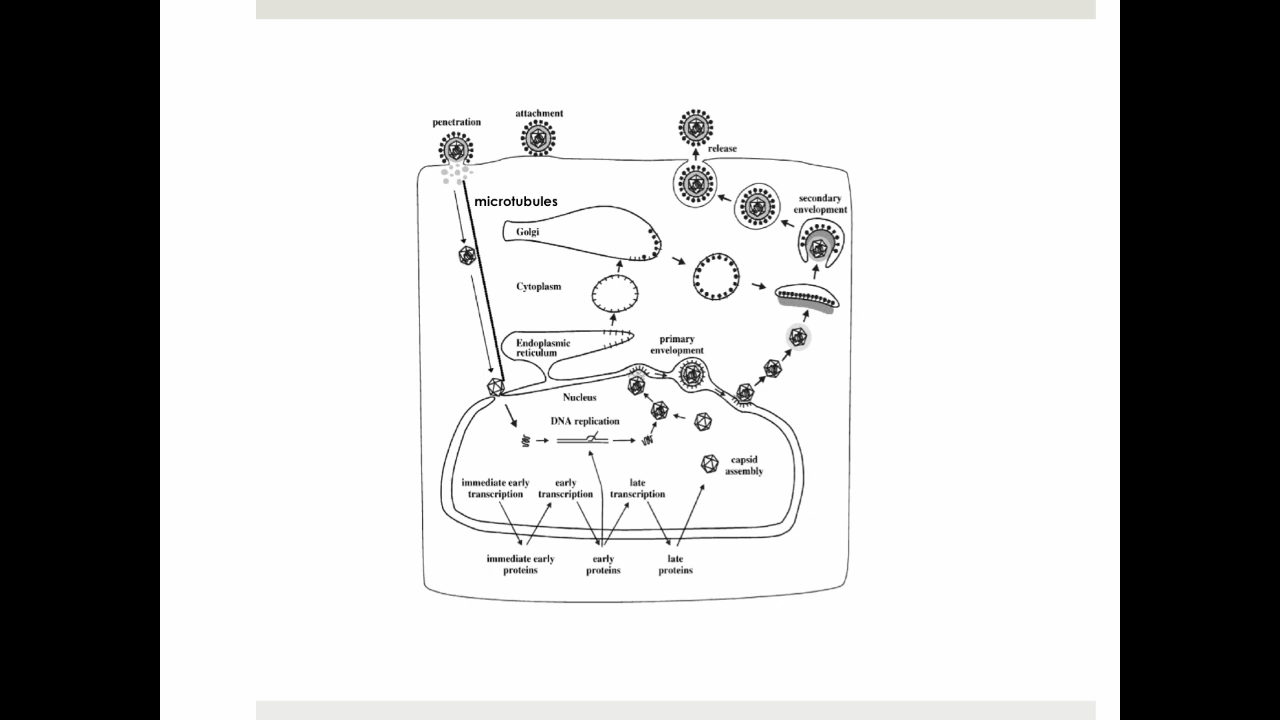 attachment
penetration
release
microtubules
secondary
envelopment
Golgi
Cytoplasm
Endoplasmic
reticulum
primary
envelopment
Nucleus
DNA replication
capsid
assembly
immediate early
transcription
early
transcription
late
transcription
immediate early
proteins
early
proteins
late
proteins